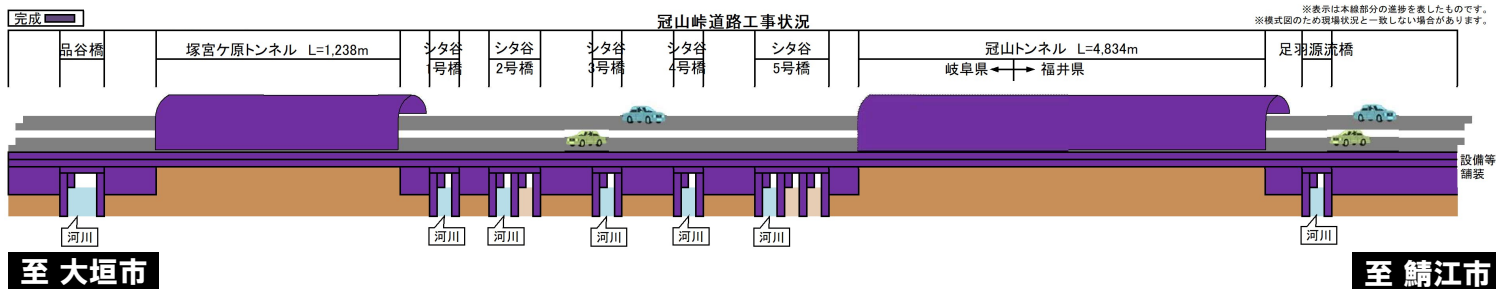 完成
冠山峠道路工事状況
※表示は本線部分の進捗を表したものです。
※模式図のため現場状況と一致しない場合があります。
品谷橋
塚宮ケ原トンネル L=1,238m
シタ谷
1号橋
シタ谷
2号橋
シタ谷
3号橋
シタ谷
4号橋
シタ谷
5号橋
冠山トンネル L=4,834m
岐阜県
福井県
足羽源流橋
設備等
舗装
河川
河川
河川
河川
河川
河川
河川
至 大垣市
至 鯖江市